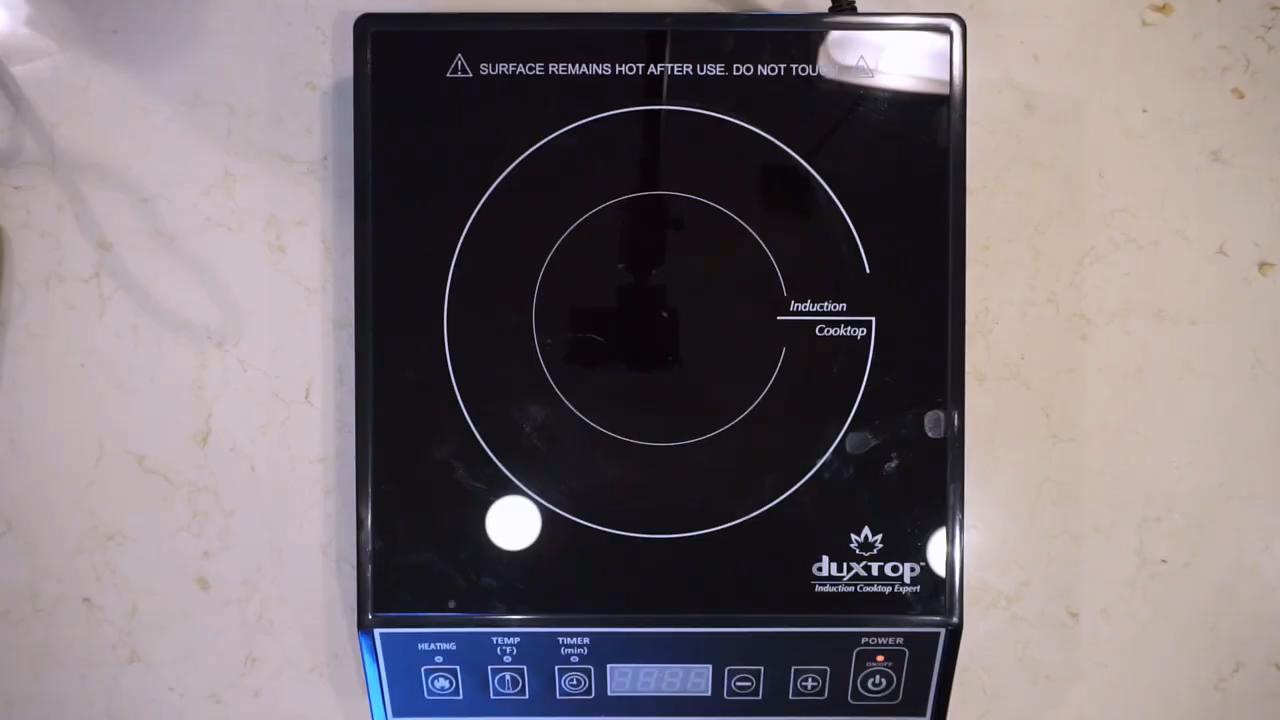 SURFACE REMAINS HOT AFTER USE. DO NOT
Induction
Cooktop
duxtop
Induction Cooktop Expert
HEATING
TEMP
(°F)
TIMER
(min)
POWER
ON/OFF